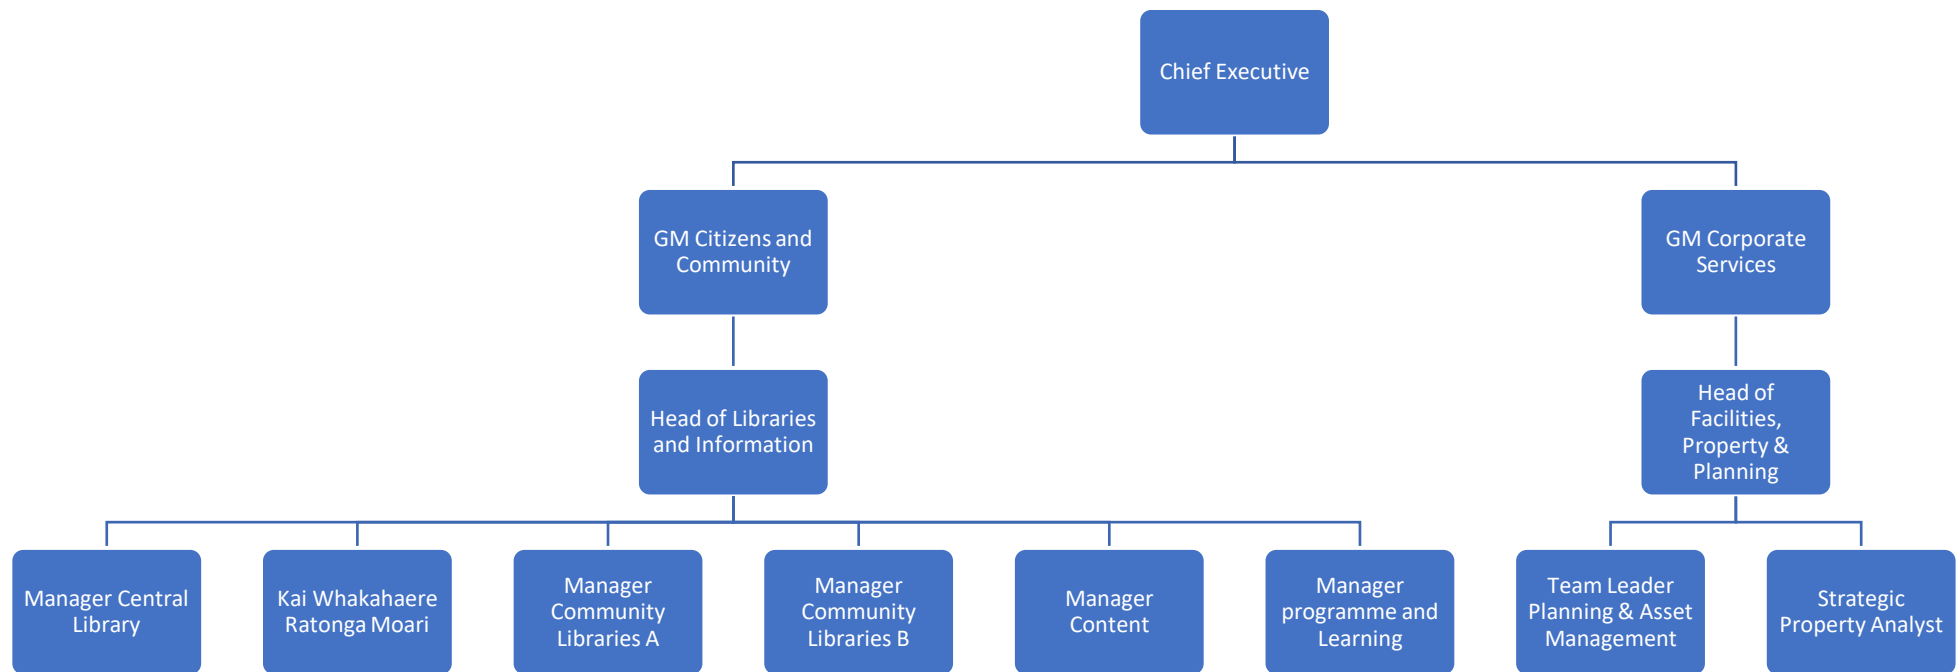 Chief Executive
GM Citizens and
Community
GM Corporate
Services
Head of Libraries
and Information
Head of
Facilities,
Property &
Planning
Manager Central
Library
Kai Whakahaere
Ratonga Moari
Manager
Community
Libraries A
Manager
Community
Libraries B
Manager
Content
Manager
programme and
Learning
Team Leader
Planning & Asset
Management
Strategic
Property Analyst